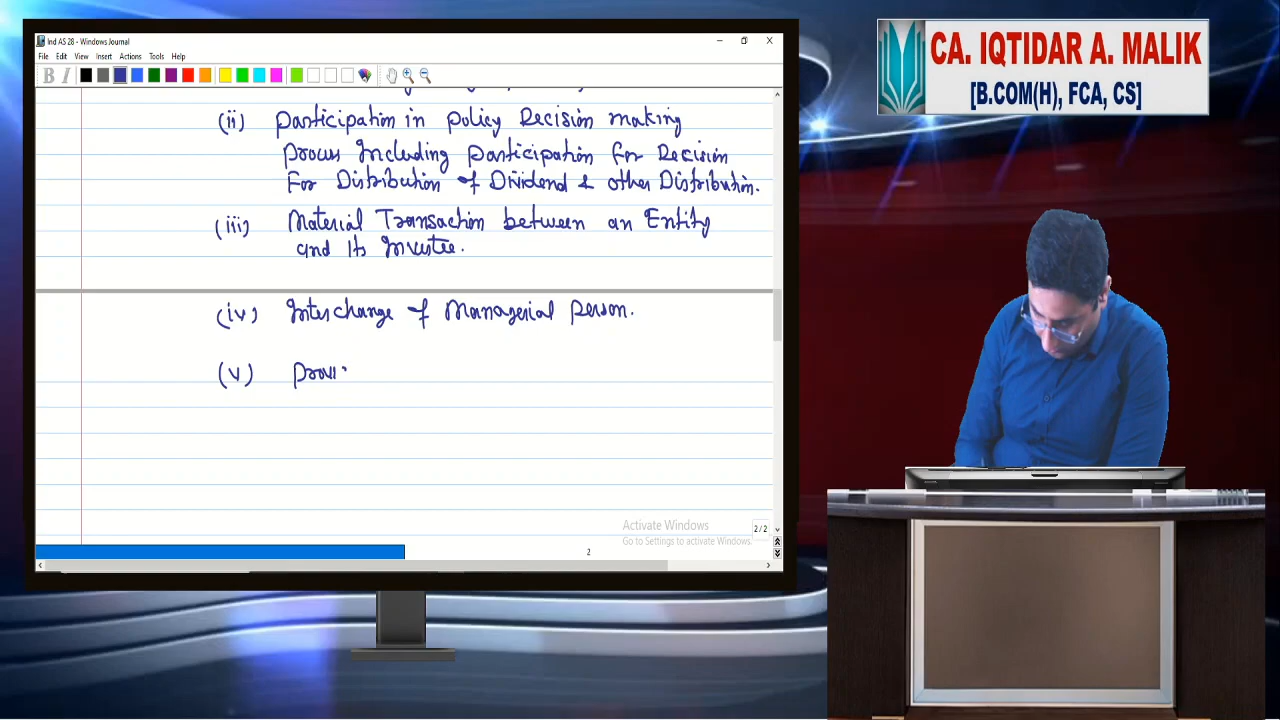 Ind AS 28 - Windows Journal
File Edit View Insert Actions Tools Help
B I
(ii) Participation in policy Decision making
process Including participation for Decision
For Distribution of Dividend & other Distribution.
(iii) Material Transaction between an Entity
and Its Investee.
(iv) Interchange of Managerial person.
(v) provi
Activate Windows
Go to Settings to activate Windows.
2 / 2
2
CA. IQTIDAR A. MALIK
[B.COM(H), FCA, CS]